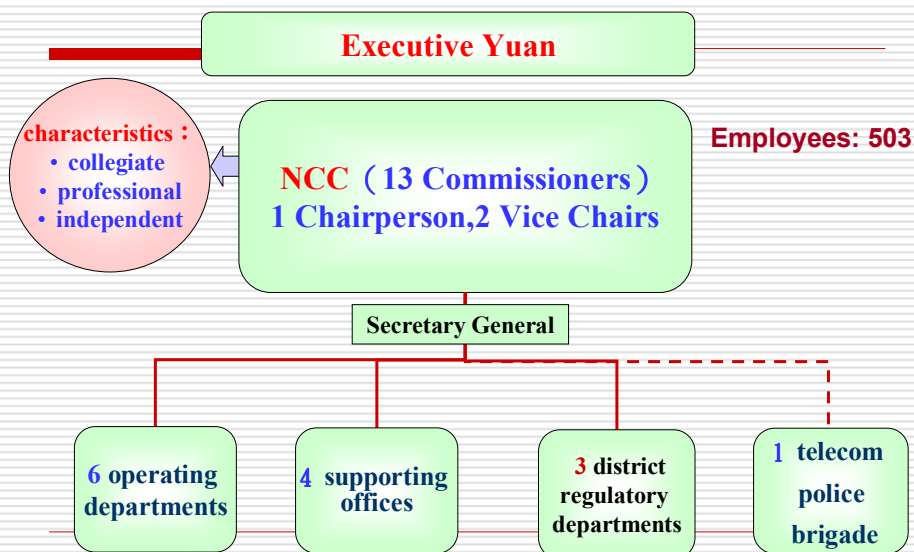 Executive Yuan
characteristics：
• collegiate
• professional
• independent
NCC（13 Commissioners）
1 Chairperson,2 Vice Chairs
Employees: 503
Secretary General
6 operating
departments
4 supporting
offices
3 district
regulatory
departments
1 telecom
police
brigade